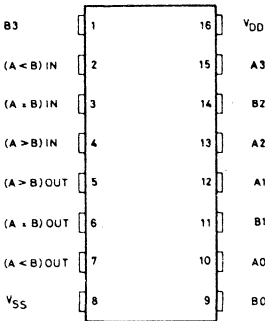 B3 1 16 VDD
(A < B) IN 2 15 A3
(A = B) IN 3 14 B2
(A > B) IN 4 13 A2
(A > B) OUT 5 12 A1
(A = B) OUT 6 11 B1
(A < B) OUT 7 10 A0
VSS 8 9 B0